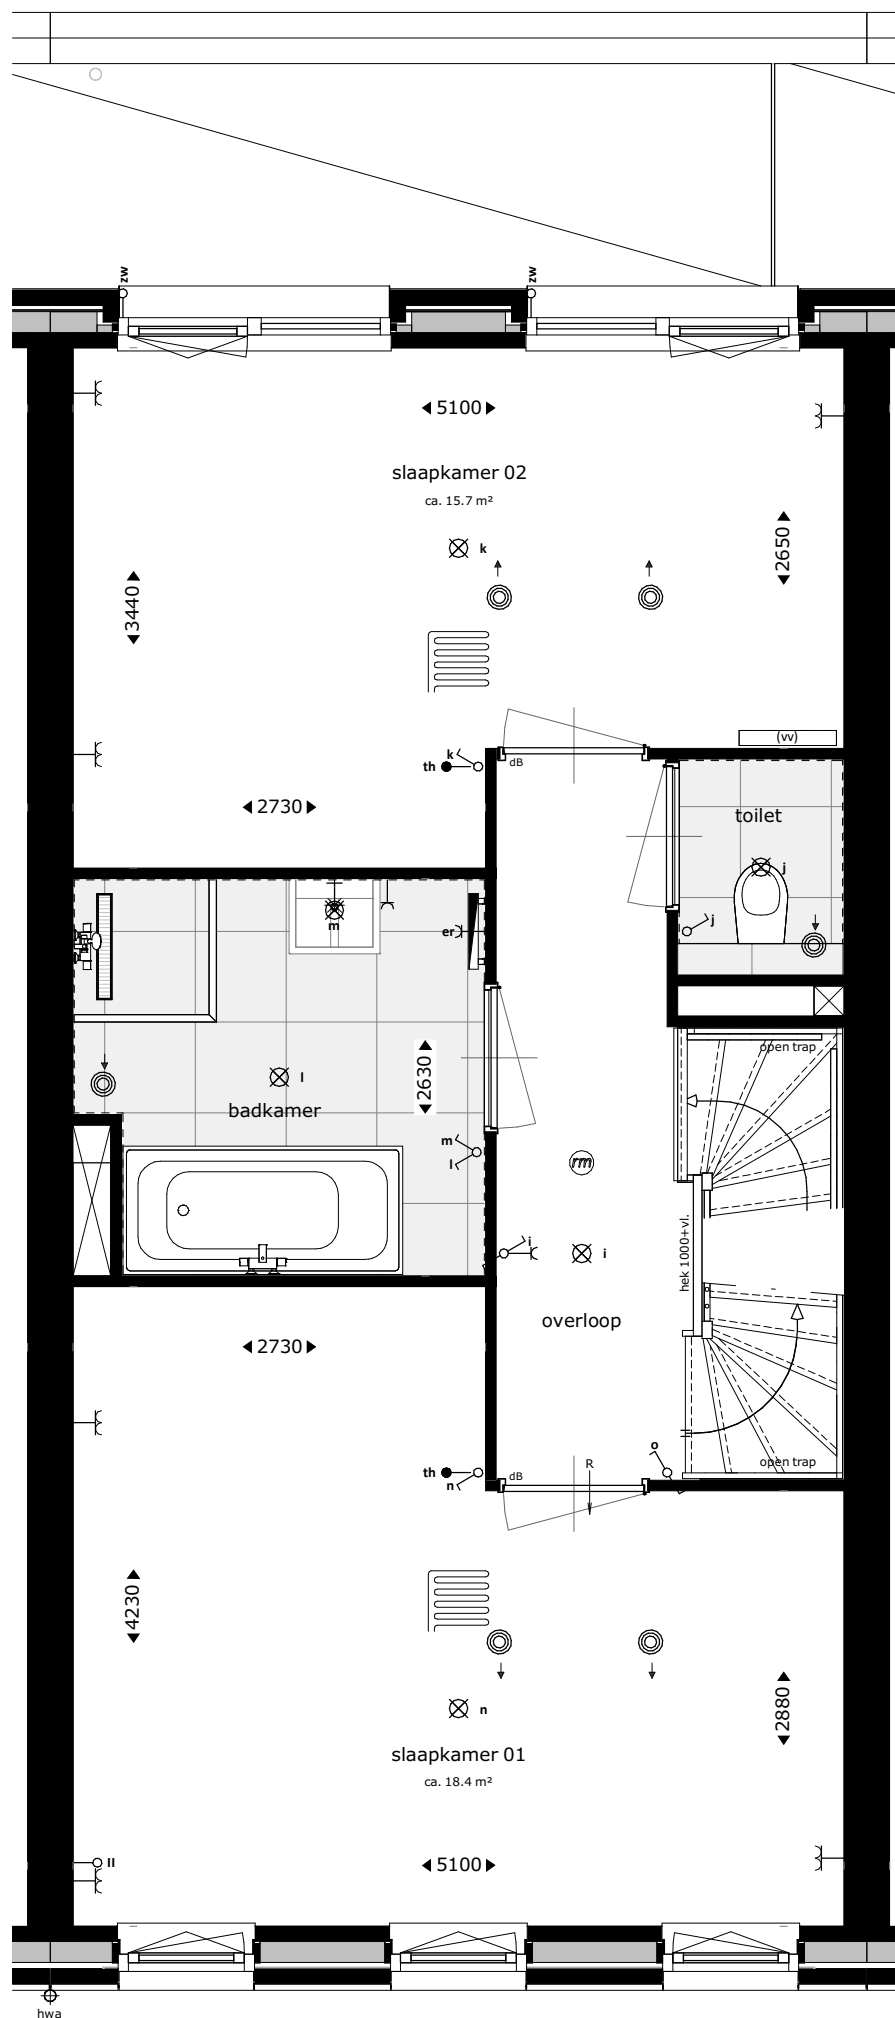 zw
zw
5100
slaapkamer 02
ca. 15.7 m²
k
2650
3440
(vv)
k
th
dB
2730
toilet
j
j
m
er
l
2630
badkamer
m
l
open trap
rm
i
i
hek 1000+vl.
overloop
2730
o
th
n
dB
R
open trap
4230
n
2880
slaapkamer 01
ca. 18.4 m²
II
5100
hwa